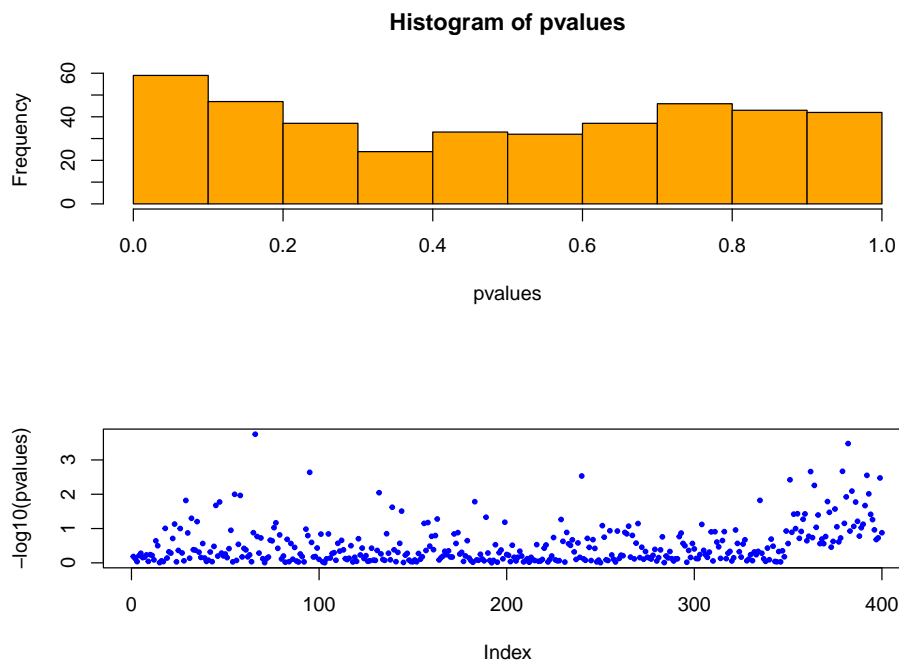 Histogram of pvalues
Frequency
0 20 40 60
0.0 0.2 0.4 0.6 0.8 1.0
pvalues
−log10(pvalues)
0 1 2 3
0 100 200 300 400
Index